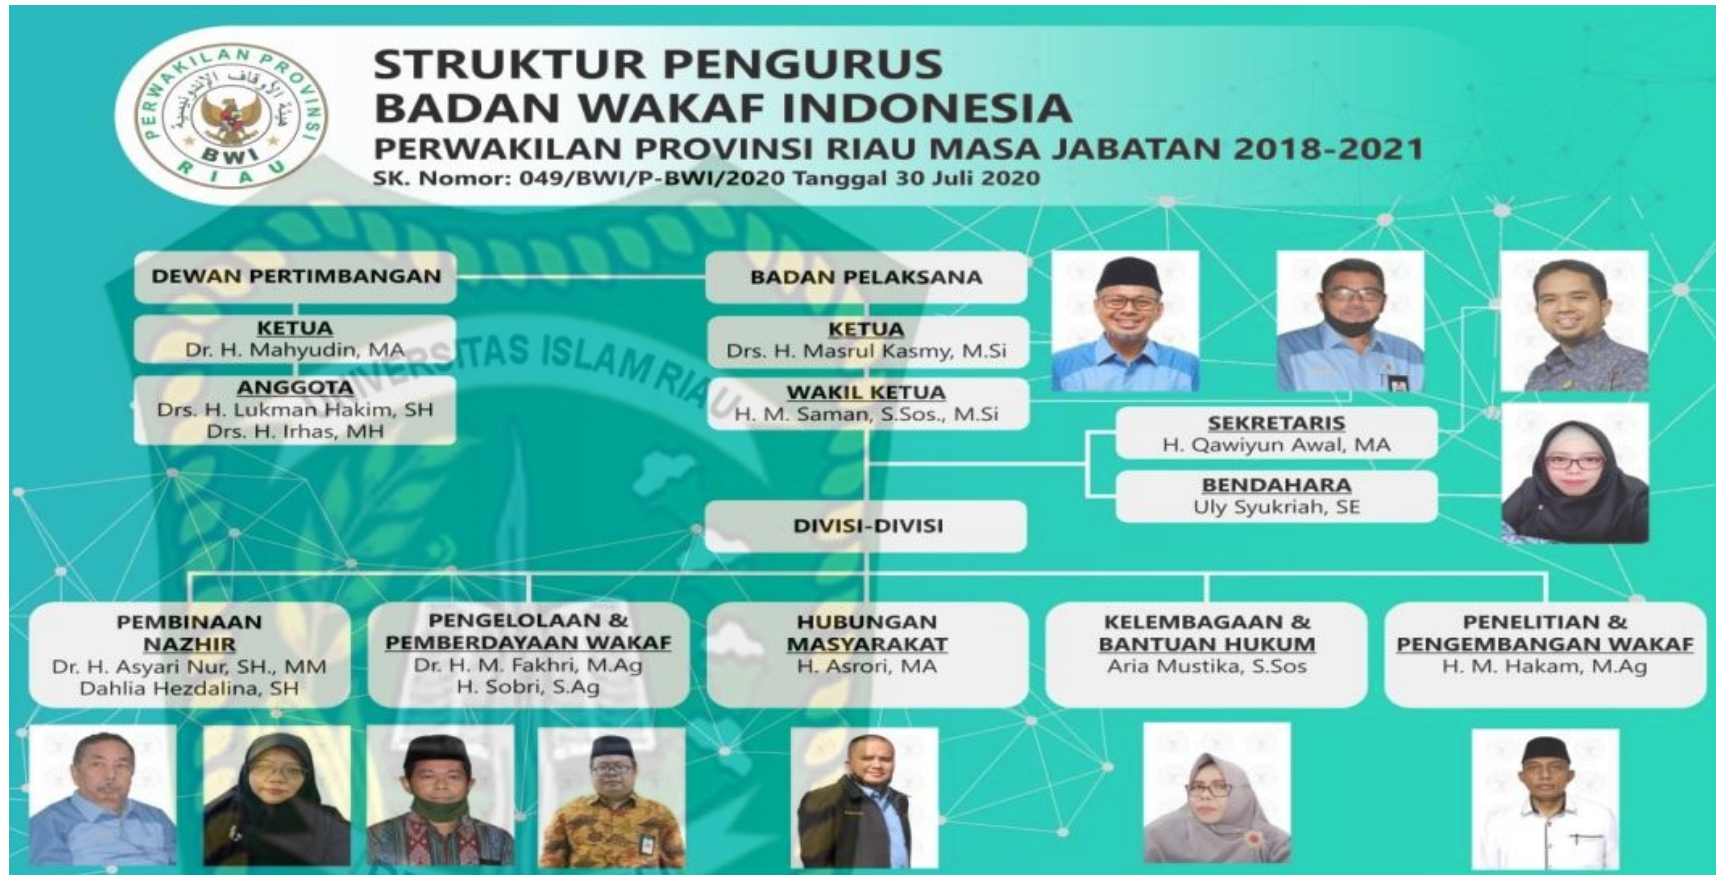 PERWAKILAN PROVINSI
RIAU
BWI
STRUKTUR PENGURUS
BADAN WAKAF INDONESIA
PERWAKILAN PROVINSI RIAU MASA JABATAN 2018-2021
SK. Nomor: 049/BWI/P-BWI/2020 Tanggal 30 Juli 2020
DEWAN PERTIMBANGAN
KETUA
Dr. H. Mahyudin, MA
ANGGOTA
Drs. H. Lukman Hakim, SH
Drs. H. Irhas, MH
BADAN PELAKSANA
KETUA
Drs. H. Masrul Kasmy, M.Si
WAKIL KETUA
H. M. Saman, S.Sos., M.Si
SEKRETARIS
H. Qawiyun Awal, MA
BENDAHARA
Uly Syukriah, SE
UNIVERSITAS ISLAM RIAU
DIVISI-DIVISI
PEMBINAAN
NAZHIR
Dr. H. Asyari Nur, SH., MM
Dahlia Hezdalina, SH
PENGELOLAAN &
PEMBERDAYAAN WAKAF
Dr. H. M. Fakhri, M.Ag
H. Sobri, S.Ag
HUBUNGAN
MASYARAKAT
H. Asrori, MA
KELEMBAGAAN &
BANTUAN HUKUM
Aria Mustika, S.Sos
PENELITIAN &
PENGEMBANGAN WAKAF
H. M. Hakam, M.Ag